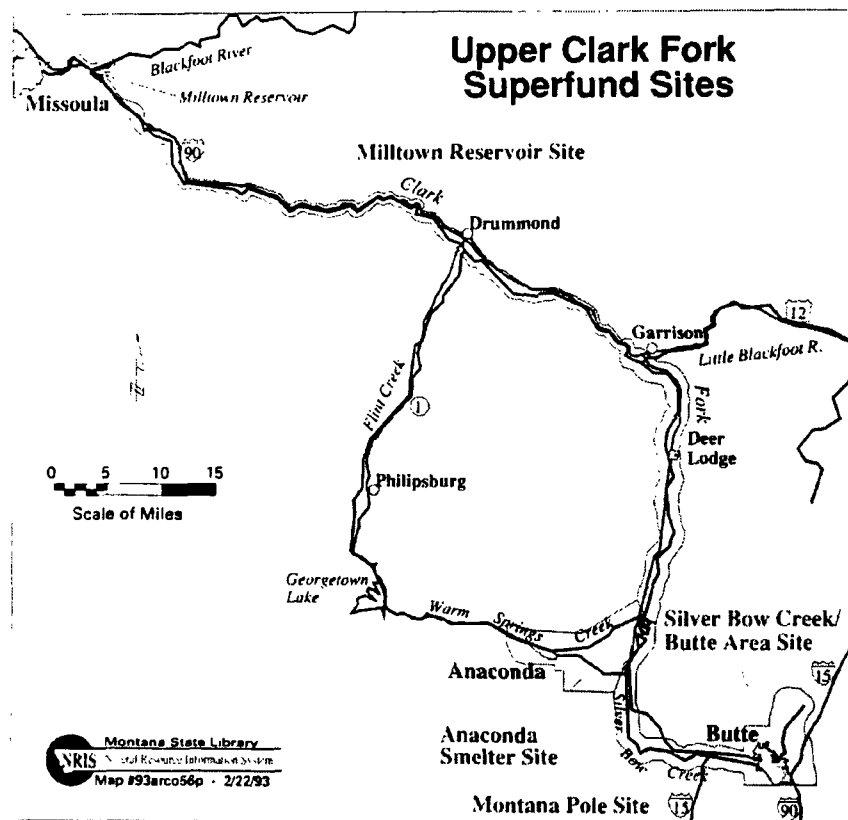 Upper Clark Fork
Superfund Sites
Blackfoot River
Missoula
Milltown Reservoir
90
Milltown Reservoir Site
Clark
Drummond
12
Garrison
Little Blackfoot R.
Fork
Flint Creek
1
Deer
Lodge
0 5 10 15
Scale of Miles
Philipsburg
Georgetown
Lake
Warm Springs Creek
Silver Bow Creek/
Butte Area Site
Anaconda
15
Silver Bow Creek
Butte
Anaconda
Smelter Site
Montana Pole Site
15
90
NRIS
Montana State Library
Resource Information System
Map #93arco56p - 2/22/93